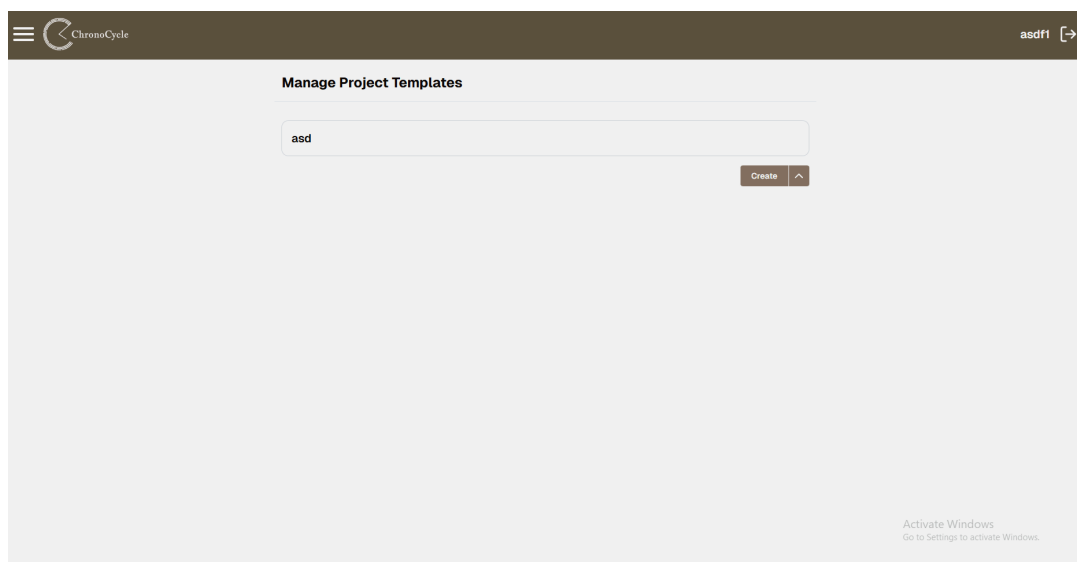 ChronoCycle
asdf1
Manage Project Templates
asd
Create
Activate Windows
Go to Settings to activate Windows.